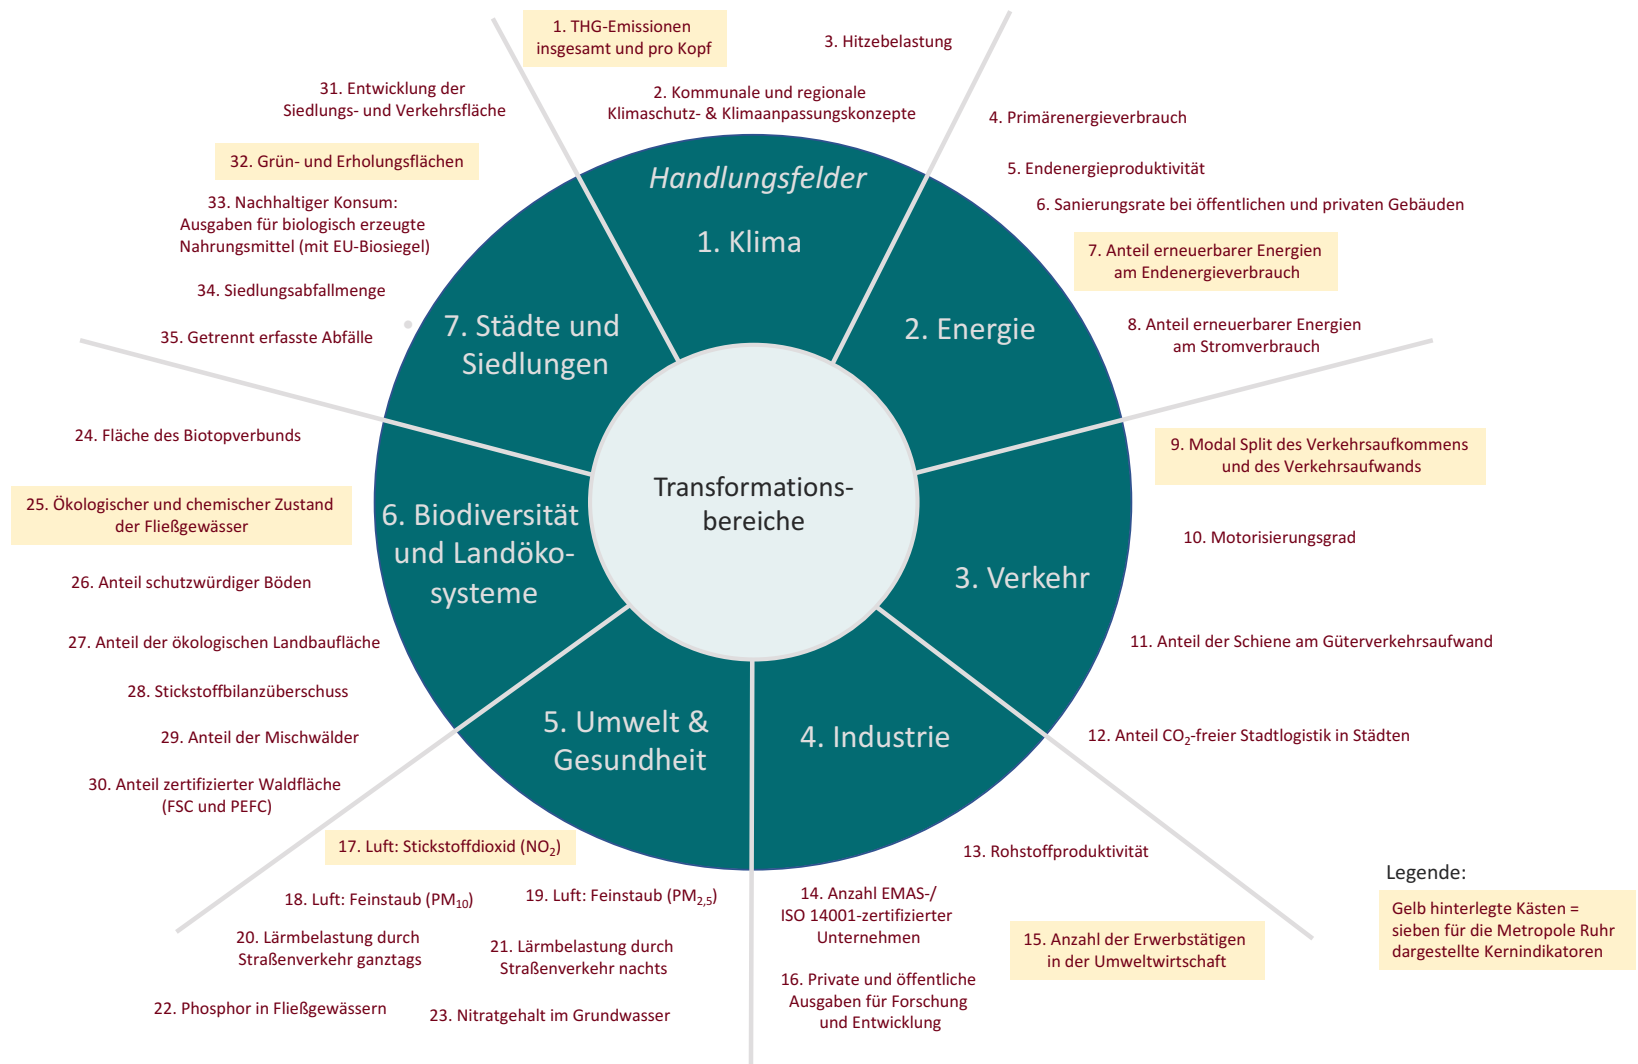 1. THG-Emissionen
insgesamt und pro Kopf
2. Kommunale und regionale
Klimaschutz- & Klimaanpassungskonzepte
3. Hitzebelastung
4. Primärenergieverbrauch
5. Endenergieproduktivität
6. Sanierungsrate bei öffentlichen und privaten Gebäuden
7. Anteil erneuerbarer Energien
am Endenergieverbrauch
8. Anteil erneuerbarer Energien
am Stromverbrauch
9. Modal Split des Verkehrsaufkommens
und des Verkehrsaufwands
10. Motorisierungsgrad
11. Anteil der Schiene am Güterverkehrsaufwand
12. Anteil CO₂-freier Stadtlogistik in Städten
13. Rohstoffproduktivität
14. Anzahl EMAS-/
ISO 14001-zertifizierter
Unternehmen
15. Anzahl der Erwerbstätigen
in der Umweltwirtschaft
16. Private und öffentliche
Ausgaben für Forschung
und Entwicklung
17. Luft: Stickstoffdioxid (NO₂)
18. Luft: Feinstaub (PM₁₀)
19. Luft: Feinstaub (PM₂,₅)
20. Lärmbelastung durch
Straßenverkehr ganztags
21. Lärmbelastung durch
Straßenverkehr nachts
22. Phosphor in Fließgewässern
23. Nitratgehalt im Grundwasser
24. Fläche des Biotopverbunds
25. Ökologischer und chemischer Zustand
der Fließgewässer
26. Anteil schutzwürdiger Böden
27. Anteil der ökologischen Landbaufläche
28. Stickstoffbilanzüberschuss
29. Anteil der Mischwälder
30. Anteil zertifizierter Waldfläche
(FSC und PEFC)
31. Entwicklung der
Siedlungs- und Verkehrsfläche
32. Grün- und Erholungsflächen
33. Nachhaltiger Konsum:
Ausgaben für biologisch erzeugte
Nahrungsmittel (mit EU-Biosiegel)
34. Siedlungsabfallmenge
35. Getrennt erfasste Abfälle
Handlungsfelder
1. Klima
2. Energie
3. Verkehr
4. Industrie
5. Umwelt &
Gesundheit
6. Biodiversität
und Landöko-
systeme
7. Städte und
Siedlungen
Transformations-
bereiche
Legende:
Gelb hinterlegte Kästen =
sieben für die Metropole Ruhr
dargestellte Kernindikatoren